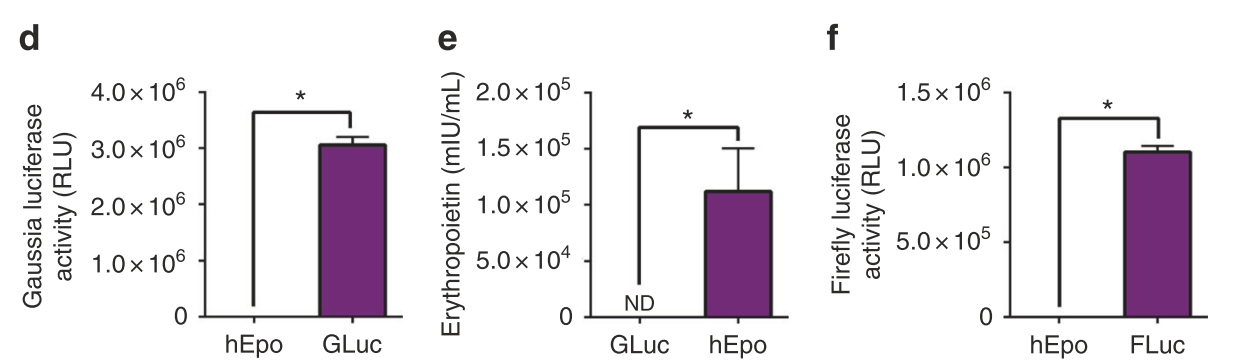 d
Gaussia luciferase
activity (RLU)
4.0 × 10⁶
3.0 × 10⁶
2.0 × 10⁶
1.0 × 10⁶
0
*
hEpo GLuc
e
Erythropoietin (mIU/mL)
2.0 × 10⁵
1.5 × 10⁵
1.0 × 10⁵
5.0 × 10⁴
0
*
ND
GLuc hEpo
f
Firefly luciferase
activity (RLU)
1.5 × 10⁶
1.0 × 10⁶
5.0 × 10⁵
0
*
hEpo FLuc